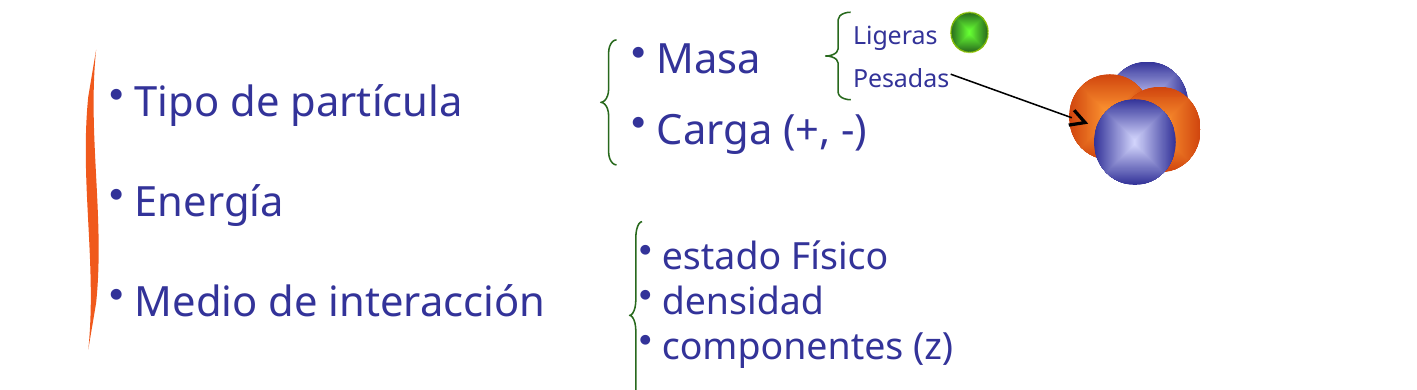 • Tipo de partícula
• Energía
• Medio de interacción
• Masa
• Carga (+, -)
Ligeras
Pesadas
• estado Físico
• densidad
• componentes (z)